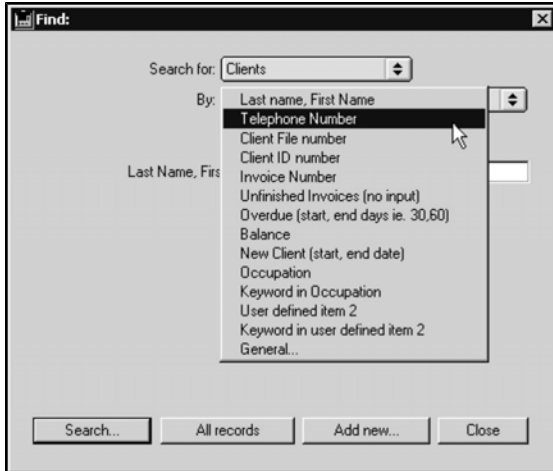 Find:
Search for: Clients
By:
Last name, First Name
Telephone Number
Client File number
Client ID number
Last Name, Firs
Invoice Number
Unfinished Invoices (no input)
Overdue (start, end days ie. 30,60)
Balance
New Client (start, end date)
Occupation
Keyword in Occupation
User defined item 2
Keyword in user defined item 2
General...
Search... All records Add new... Close